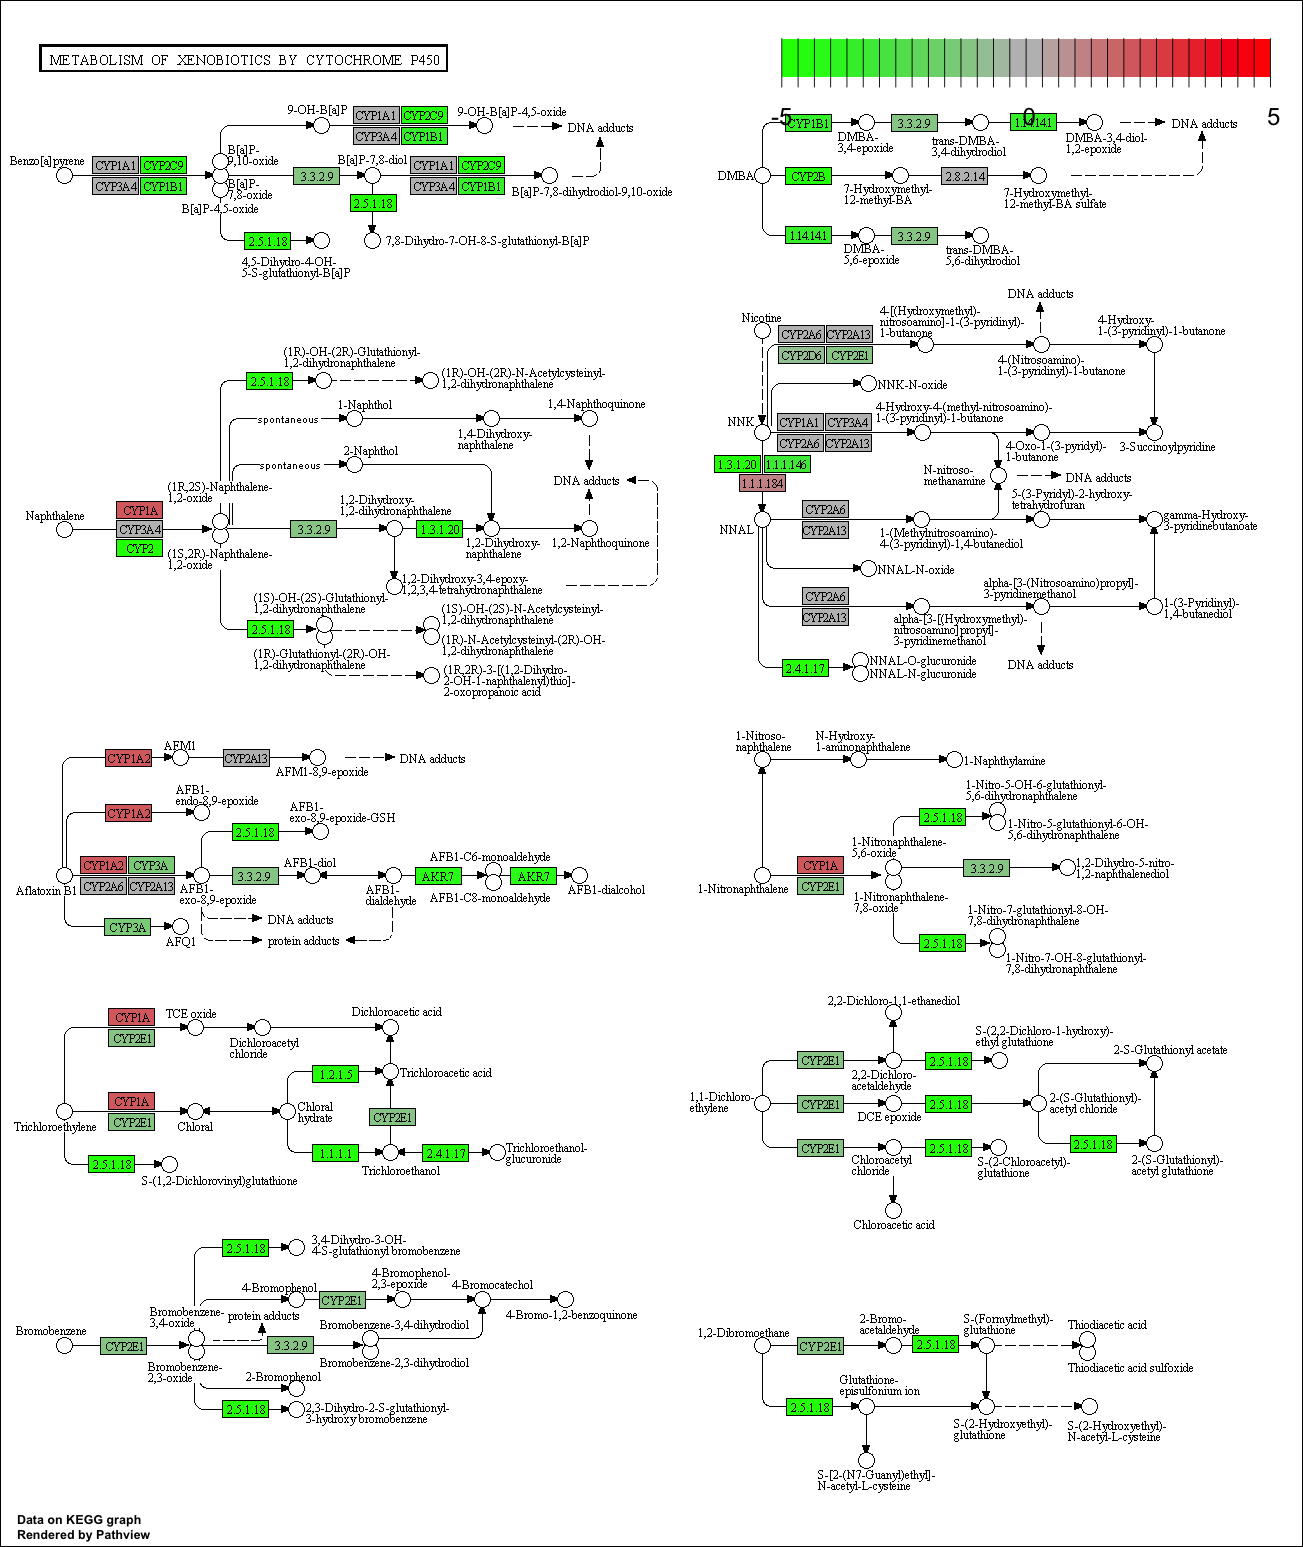 METABOLISM OF XENOBIOTICS BY CYTOCHROME P450
-5
0
5
9-OH-B[a]P
CYP1A1
CYP2C9
CYP3A4
CYP1B1
9-OH-B[a]P-4,5-oxide
DNA adducts
Benzo[a]pyrene
CYP1A1
CYP2C9
CYP3A4
CYP1B1
B[a]P-
9,10-oxide
B[a]P-
7,8-oxide
B[a]P-4,5-oxide
3.3.2.9
B[a]P-7,8-diol
CYP1A1
CYP2C9
CYP3A4
CYP1B1
B[a]P-7,8-dihydrodiol-9,10-oxide
2.5.1.18
7,8-Dihydro-7-OH-8-S-glutathionyl-B[a]P
2.5.1.18
4,5-Dihydro-4-OH-
5-S-glutathionyl-B[a]P
CYP1B1
DMBA-
3,4-epoxide
3.3.2.9
trans-DMBA-
3,4-dihydrodiol
1.14.14.1
DMBA-3,4-diol-
1,2-epoxide
DNA adducts
DMBA
CYP2B
7-Hydroxymethyl-
12-methyl-BA
2.8.2.14
7-Hydroxymethyl-
12-methyl-BA sulfate
1.14.14.1
DMBA-
5,6-epoxide
3.3.2.9
trans-DMBA-
5,6-dihydrodiol
(1R)-OH-(2R)-Glutathionyl-
1,2-dihydronaphthalene
2.5.1.18
(1R)-OH-(2R)-N-Acetylcysteinyl-
1,2-dihydronaphthalene
spontaneous
1-Naphthol
1,4-Dihydroxy-
naphthalene
1,4-Naphthoquinone
spontaneous
2-Naphthol
DNA adducts
Naphthalene
CYP1A
CYP3A4
CYP2
(1R,2S)-Naphthalene-
1,2-oxide
(1S,2R)-Naphthalene-
1,2-oxide
3.3.2.9
1,2-Dihydroxy-
1,2-dihydronaphthalene
1.3.1.20
1,2-Dihydroxy-
naphthalene
1,2-Naphthoquinone
1,2-Dihydroxy-3,4-epoxy-
1,2,3,4-tetrahydronaphthalene
(1S)-OH-(2S)-Glutathionyl-
1,2-dihydronaphthalene
2.5.1.18
(1R)-Glutathionyl-(2R)-OH-
1,2-dihydronaphthalene
(1S)-OH-(2S)-N-Acetylcysteinyl-
1,2-dihydronaphthalene
(1R)-N-Acetylcysteinyl-(2R)-OH-
1,2-dihydronaphthalene
(1R,2R)-3-[(1,2-Dihydro-
2-OH-1-naphthalenyl)thio]-
2-oxopropanoic acid
Nicotine
CYP2A6
CYP2A13
CYP2D6
CYP2E1
4-[(Hydroxymethyl)-
nitrosoamino]-1-(3-pyridinyl)-
1-butanone
DNA adducts
4-(Nitrosoamino)-
1-(3-pyridinyl)-1-butanone
4-Hydroxy-
1-(3-pyridinyl)-1-butanone
NNK-N-oxide
NNK
CYP1A1
CYP3A4
CYP2A6
CYP2A13
4-Hydroxy-4-(methyl-nitrosoamino)-
1-(3-pyridinyl)-1-butanone
4-Oxo-1-(3-pyridyl)-
1-butanone
3-Succinoylpyridine
1.3.1.20
1.1.1.146
1.1.1.184
N-nitroso-
methanamine
DNA adducts
NNAL
CYP2A6
CYP2A13
1-(Methylnitrosoamino)-
4-(3-pyridinyl)-1,4-butanediol
5-(3-Pyridyl)-2-hydroxy-
tetrahydrofuran
gamma-Hydroxy-
3-pyridinebutanoate
NNAL-N-oxide
CYP2A6
CYP2A13
alpha-[3-[(Hydroxymethyl)-
nitrosoamino]propyl]-
3-pyridinemethanol
alpha-[3-(Nitrosoamino)propyl]-
3-pyridinemethanol
1-(3-Pyridinyl)-
1,4-butanediol
DNA adducts
2.4.1.17
NNAL-O-glucuronide
NNAL-N-glucuronide
CYP1A2
AFM1
CYP2A13
AFM1-8,9-epoxide
DNA adducts
CYP1A2
AFB1-
endo-8,9-epoxide
2.5.1.18
AFB1-
exo-8,9-epoxide-GSH
Aflatoxin B1
CYP1A2
CYP3A
CYP2A6
CYP2A13
AFB1-
exo-8,9-epoxide
3.3.2.9
AFB1-diol
AFB1-
dialdehyde
AKR7
AFB1-C6-monoaldehyde
AFB1-C8-monoaldehyde
AKR7
AFB1-dialcohol
CYP3A
AFQ1
DNA adducts
protein adducts
1-Nitroso-
naphthalene
N-Hydroxy-
1-aminonaphthalene
1-Naphthylamine
1-Nitronaphthalene
CYP1A
CYP2E1
1-Nitronaphthalene-
5,6-oxide
1-Nitronaphthalene-
7,8-oxide
2.5.1.18
1-Nitro-5-OH-6-glutathionyl-
5,6-dihydronaphthalene
1-Nitro-5-glutathionyl-6-OH-
5,6-dihydronaphthalene
3.3.2.9
1,2-Dihydro-5-nitro-
1,2-naphthalenediol
2.5.1.18
1-Nitro-7-glutathionyl-8-OH-
7,8-dihydronaphthalene
1-Nitro-7-OH-8-glutathionyl-
7,8-dihydronaphthalene
CYP1A
CYP2E1
TCE oxide
Dichloroacetyl
chloride
Dichloroacetic acid
1.2.1.5
Trichloroacetic acid
Trichloroethylene
CYP1A
CYP2E1
Chloral
Chloral
hydrate
CYP2E1
1.1.1.1
Trichloroethanol
2.4.1.17
Trichloroethanol-
glucuronide
2.5.1.18
S-(1,2-Dichlorovinyl)glutathione
2,2-Dichloro-1,1-ethanediol
CYP2E1
2,2-Dichloro-
acetaldehyde
2.5.1.18
S-(2,2-Dichloro-1-hydroxy)-
ethyl glutathione
1,1-Dichloro-
ethylene
CYP2E1
DCE epoxide
2.5.1.18
2-(S-Glutathionyl)-
acetyl chloride
2-S-Glutathionyl acetate
CYP2E1
Chloroacetyl
chloride
2.5.1.18
S-(2-Chloroacetyl)-
glutathione
2.5.1.18
2-(S-Glutathionyl)-
acetyl glutathione
Chloroacetic acid
2.5.1.18
3,4-Dihydro-3-OH-
4-S-glutathionyl bromobenzene
4-Bromophenol
CYP2E1
4-Bromophenol-
2,3-epoxide
4-Bromocatechol
4-Bromo-1,2-benzoquinone
Bromobenzene
CYP2E1
Bromobenzene-
3,4-oxide
Bromobenzene-
2,3-oxide
protein adducts
3.3.2.9
Bromobenzene-3,4-dihydrodiol
Bromobenzene-2,3-dihydrodiol
2-Bromophenol
2.5.1.18
2,3-Dihydro-2-S-glutathionyl-
3-hydroxy bromobenzene
1,2-Dibromoethane
CYP2E1
2-Bromo-
acetaldehyde
2.5.1.18
S-(Formylmethyl)-
glutathione
Thiodiacetic acid
Thiodiacetic acid sulfoxide
2.5.1.18
Glutathione-
episulfonium ion
S-(2-Hydroxyethyl)-
glutathione
S-(2-Hydroxyethyl)-
N-acetyl-L-cysteine
S-[2-(N7-Guanyl)ethyl]-
N-acetyl-L-cysteine
Data on KEGG graph
Rendered by Pathview